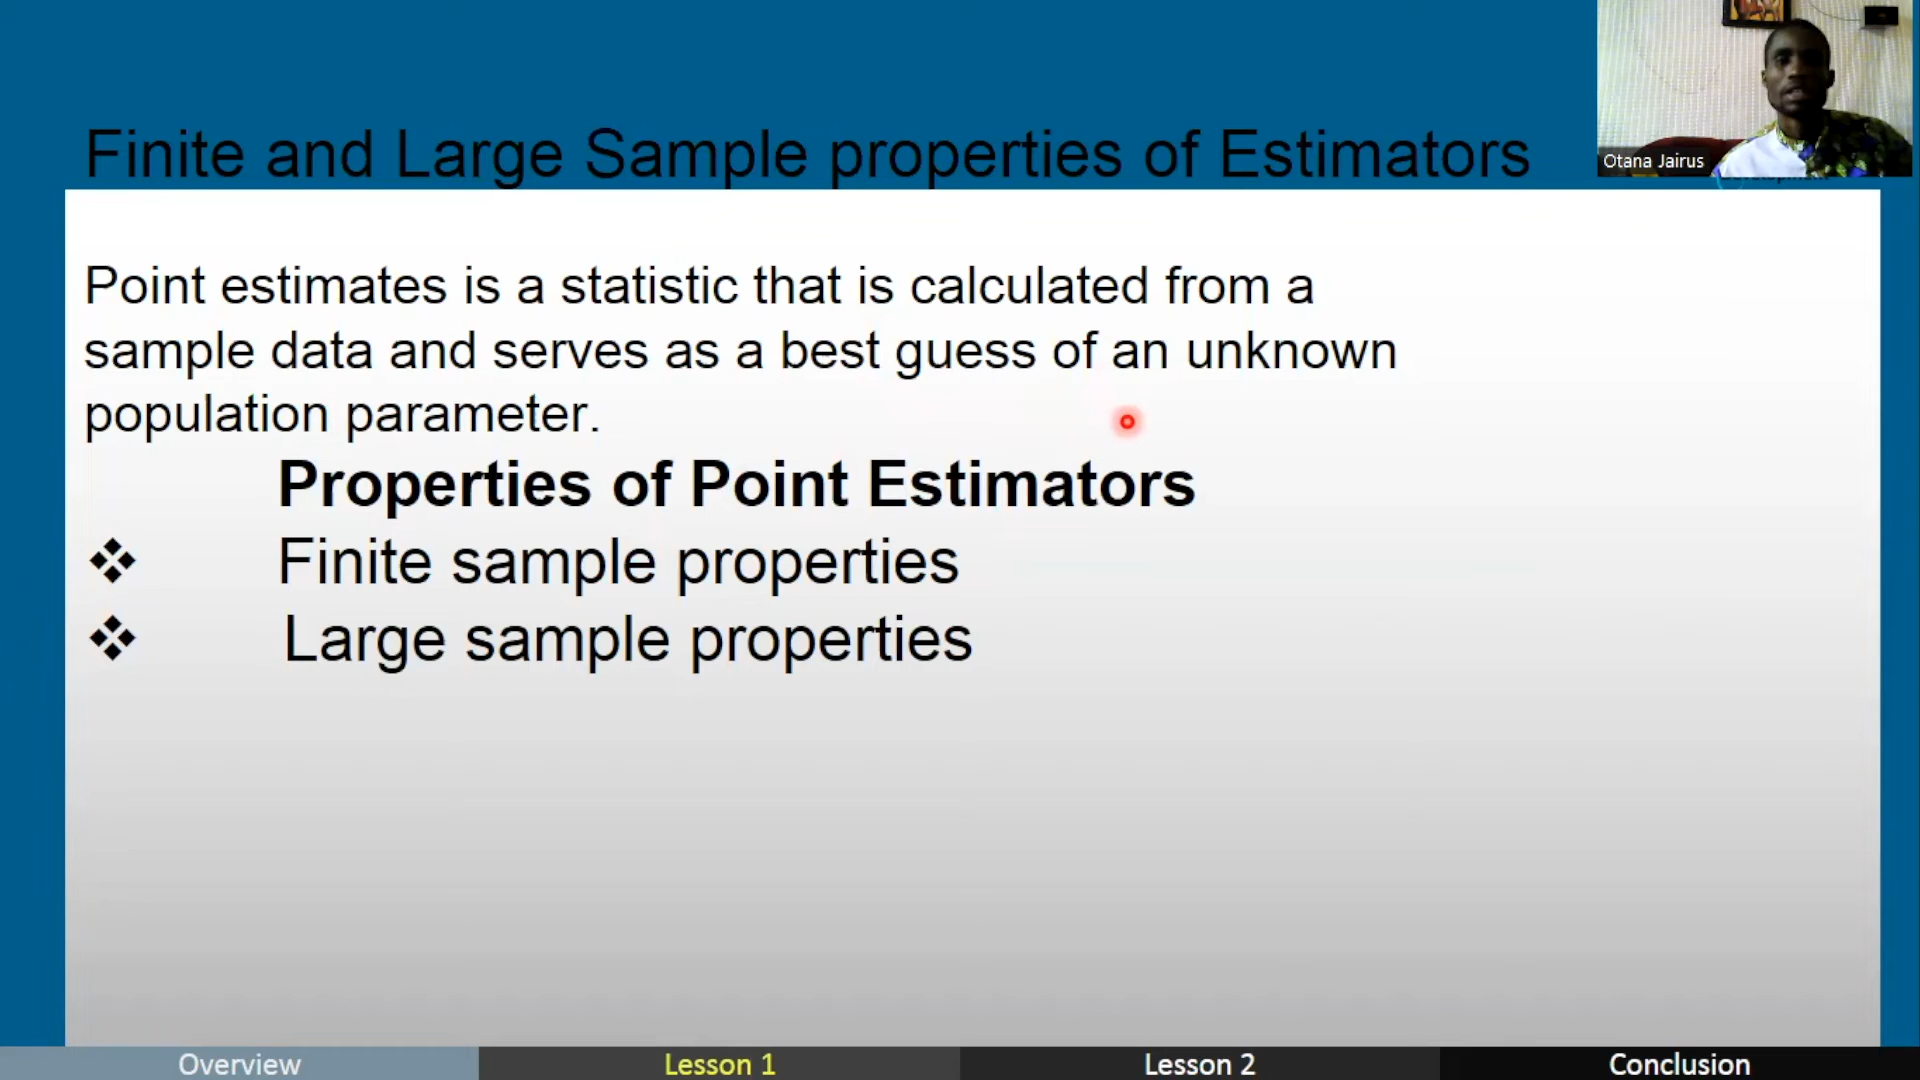 Finite and Large Sample properties of Estimators
Otana Jairus
Point estimates is a statistic that is calculated from a
sample data and serves as a best guess of an unknown
population parameter.
Properties of Point Estimators
❖ Finite sample properties
❖ Large sample properties
Overview
Lesson 1
Lesson 2
Conclusion